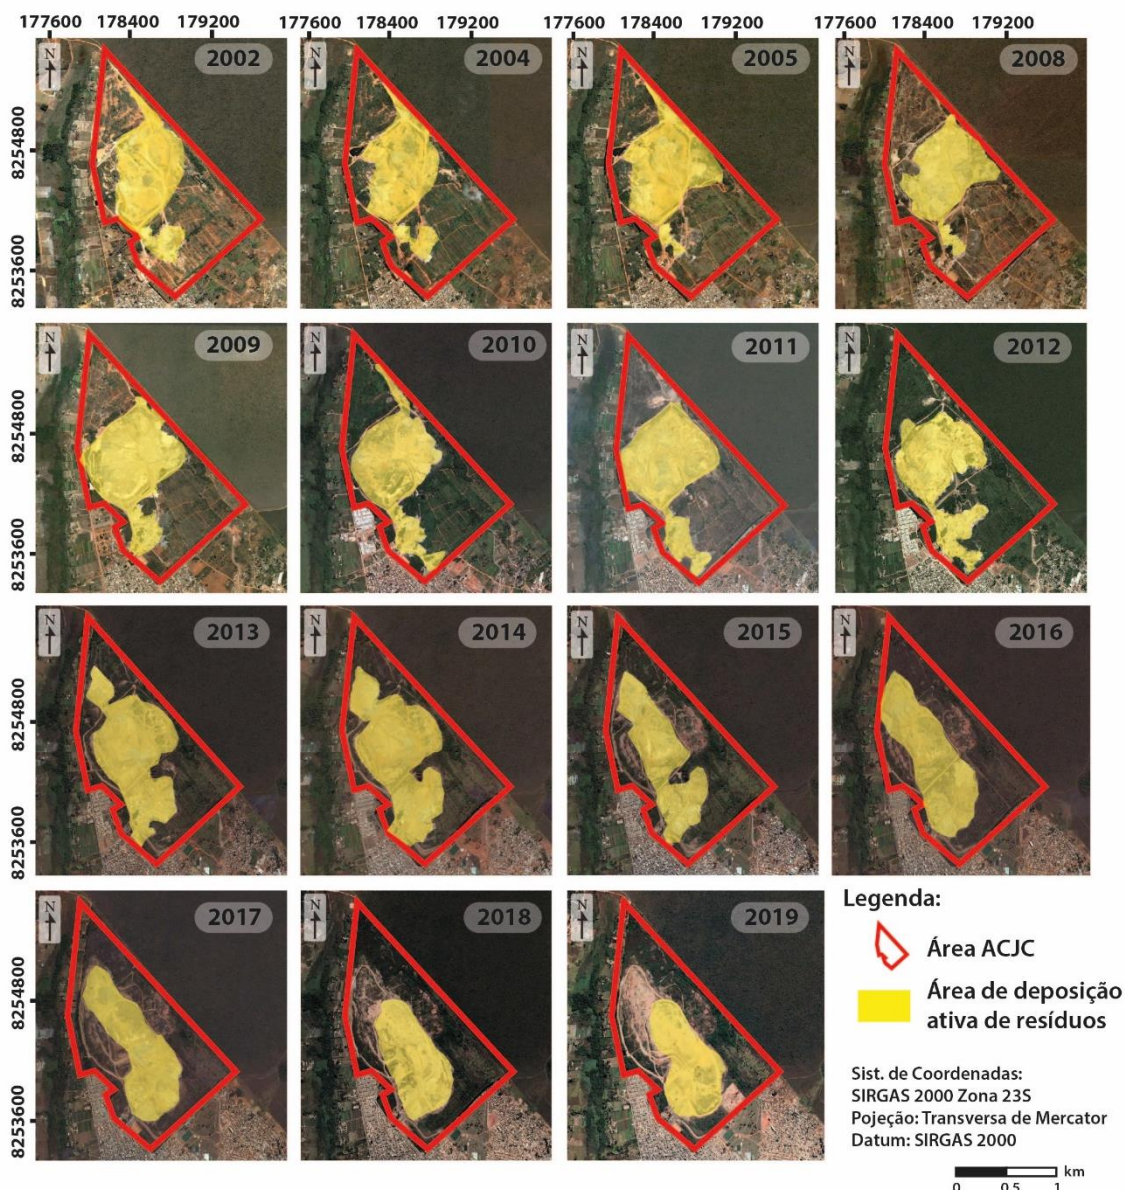 177600 178400 179200 177600 178400 179200 177600 178400 179200 177600 178400 179200
N 2002 N 2004 N 2005 N 2008
8254800
8253600
N 2009 N 2010 N 2011 N 2012
8254800
8253600
N 2013 N 2014 N 2015 N 2016
8254800
8253600
N 2017 N 2018 N 2019
8254800
8253600
Legenda:
Área ACJC
Área de deposição
ativa de resíduos
Sist. de Coordenadas:
SIRGAS 2000 Zona 23S
Pojeção: Transversa de Mercator
Datum: SIRGAS 2000
km
0 0.5 1